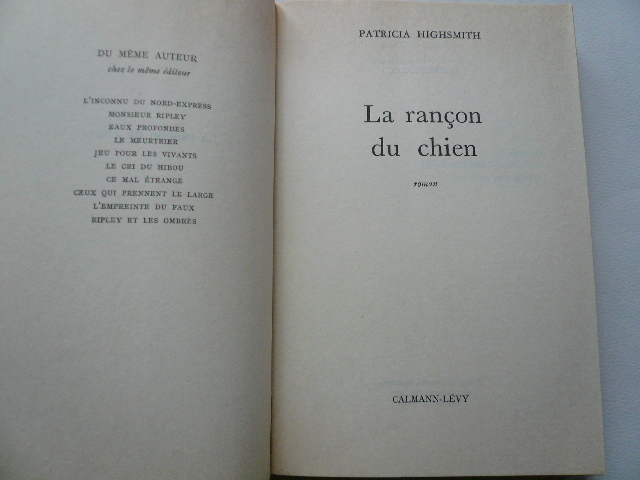 DU MÊME AUTEUR
chez le même éditeur
L'INCONNU DU NORD-EXPRESS
MONSIEUR RIPLEY
EAUX PROFONDES
LE MEURTRIER
JEU POUR LES VIVANTS
LE CRI DU HIBOU
CE MAL ÉTRANGE
CEUX QUI PRENNENT LE LARGE
L'EMPREINTE DU FAUX
RIPLEY ET LES OMBRES
PATRICIA HIGHSMITH
La rançon
du chien
roman
CALMANN-LÉVY